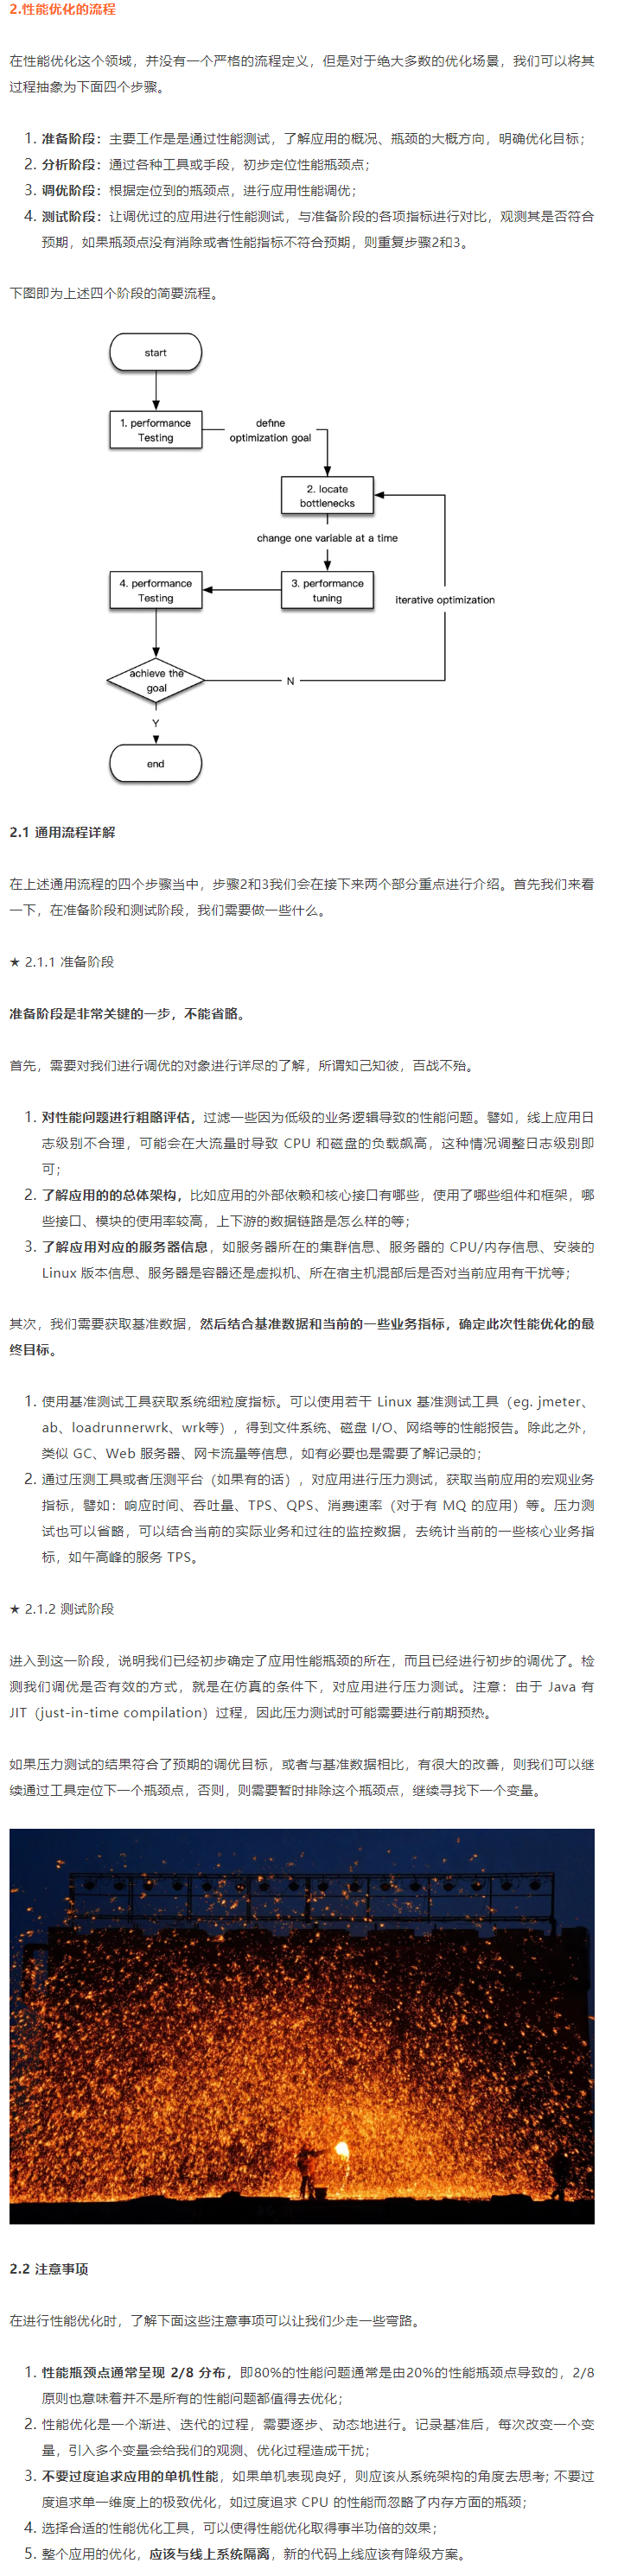 2.性能优化的流程
在性能优化这个领域，并没有一个严格的流程定义，但是对于绝大多数的优化场景，我们可以将其
过程抽象为下面四个步骤。
1. 准备阶段：主要工作是是通过性能测试，了解应用的概况、瓶颈的大概方向，明确优化目标；
2. 分析阶段：通过各种工具或手段，初步定位性能瓶颈点；
3. 调优阶段：根据定位到的瓶颈点，进行应用性能调优；
4. 测试阶段：让调优过的应用进行性能测试，与准备阶段的各项指标进行对比，观测其是否符合
预期，如果瓶颈点没有消除或者性能指标不符合预期，则重复步骤2和3。
下图即为上述四个阶段的简要流程。
start
1. performance
Testing
define
optimization goal
2. locate
bottlenecks
change one variable at a time
4. performance
Testing
3. performance
tuning
iterative optimization
achieve the
goal
N
Y
end
2.1 通用流程详解
在上述通用流程的四个步骤当中，步骤2和3我们会在接下来两个部分重点进行介绍。首先我们来看
一下，在准备阶段和测试阶段，我们需要做一些什么。
★ 2.1.1 准备阶段
准备阶段是非常关键的一步，不能省略。
首先，需要对我们进行调优的对象进行详尽的了解，所谓知己知彼，百战不殆。
1. 对性能问题进行粗略评估，过滤一些因为低级的业务逻辑导致的性能问题。譬如，线上应用日
志级别不合理，可能会在大流量时导致 CPU 和磁盘的负载飙高，这种情况调整日志级别即
可；
2. 了解应用的的总体架构，比如应用的外部依赖和核心接口有哪些，使用了哪些组件和框架，哪
些接口、模块的使用率较高，上下游的数据链路是怎么样的等；
3. 了解应用对应的服务器信息，如服务器所在的集群信息、服务器的 CPU/内存信息、安装的
Linux 版本信息、服务器是容器还是虚拟机、所在宿主机混部后是否对当前应用有干扰等；
其次，我们需要获取基准数据，然后结合基准数据和当前的一些业务指标，确定此次性能优化的最
终目标。
1. 使用基准测试工具获取系统细粒度指标。可以使用若干 Linux 基准测试工具（eg. jmeter、
ab、loadrunnerwrk、wrk等），得到文件系统、磁盘 I/O、网络等的性能报告。除此之外，
类似 GC、Web 服务器、网卡流量等信息，如有必要也是需要了解记录的；
2. 通过压测工具或者压测平台（如果有的话），对应用进行压力测试，获取当前应用的宏观业务
指标，譬如：响应时间、吞吐量、TPS、QPS、消费速率（对于有 MQ 的应用）等。压力测
试也可以省略，可以结合当前的实际业务和过往的监控数据，去统计当前的一些核心业务指
标，如午高峰的服务 TPS。
★ 2.1.2 测试阶段
进入到这一阶段，说明我们已经初步确定了应用性能瓶颈的所在，而且已经进行初步的调优了。检
测我们调优是否有效的方式，就是在仿真的条件下，对应用进行压力测试。注意：由于 Java 有
JIT（just-in-time compilation）过程，因此压力测试时可能需要进行前期预热。
如果压力测试的结果符合了预期的调优目标，或者与基准数据相比，有很大的改善，则我们可以继
续通过工具定位下一个瓶颈点，否则，则需要暂时排除这个瓶颈点，继续寻找下一个变量。
2.2 注意事项
在进行性能优化时，了解下面这些注意事项可以让我们少走一些弯路。
1. 性能瓶颈点通常呈现 2/8 分布，即80%的性能问题通常是由20%的性能瓶颈点导致的，2/8
原则也意味着并不是所有的性能问题都值得去优化；
2. 性能优化是一个渐进、迭代的过程，需要逐步、动态地进行。记录基准后，每次改变一个变
量，引入多个变量会给我们的观测、优化过程造成干扰；
3. 不要过度追求应用的单机性能，如果单机表现良好，则应该从系统架构的角度去思考; 不要过
度追求单一维度上的极致优化，如过度追求 CPU 的性能而忽略了内存方面的瓶颈；
4. 选择合适的性能优化工具，可以使得性能优化取得事半功倍的效果；
5. 整个应用的优化，应该与线上系统隔离，新的代码上线应该有降级方案。